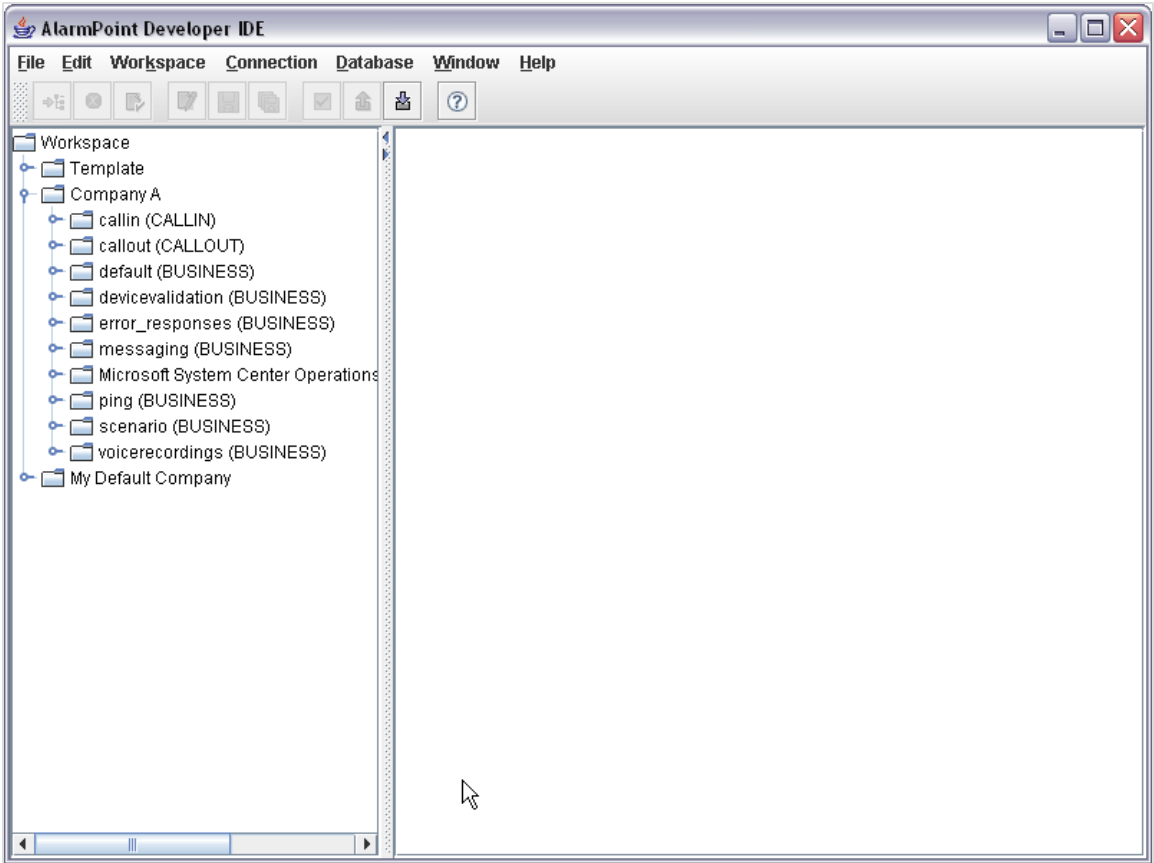 AlarmPoint Developer IDE
File Edit Workspace Connection Database Window Help
Workspace
Template
Company A
callin (CALLIN)
callout (CALLOUT)
default (BUSINESS)
devicevalidation (BUSINESS)
error_responses (BUSINESS)
messaging (BUSINESS)
Microsoft System Center Operations
ping (BUSINESS)
scenario (BUSINESS)
voicerecordings (BUSINESS)
My Default Company